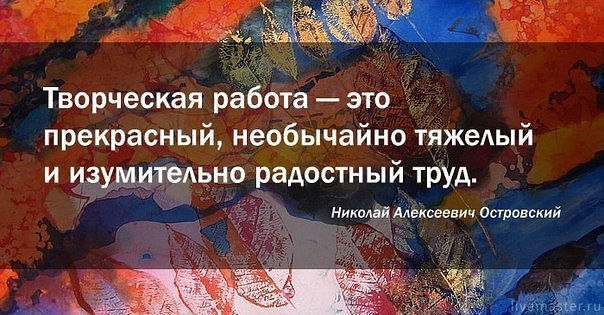 Творческая работа — это
прекрасный, необычайно тяжелый
и изумительно радостный труд.
Николай Алексеевич Островский
livemaster.ru